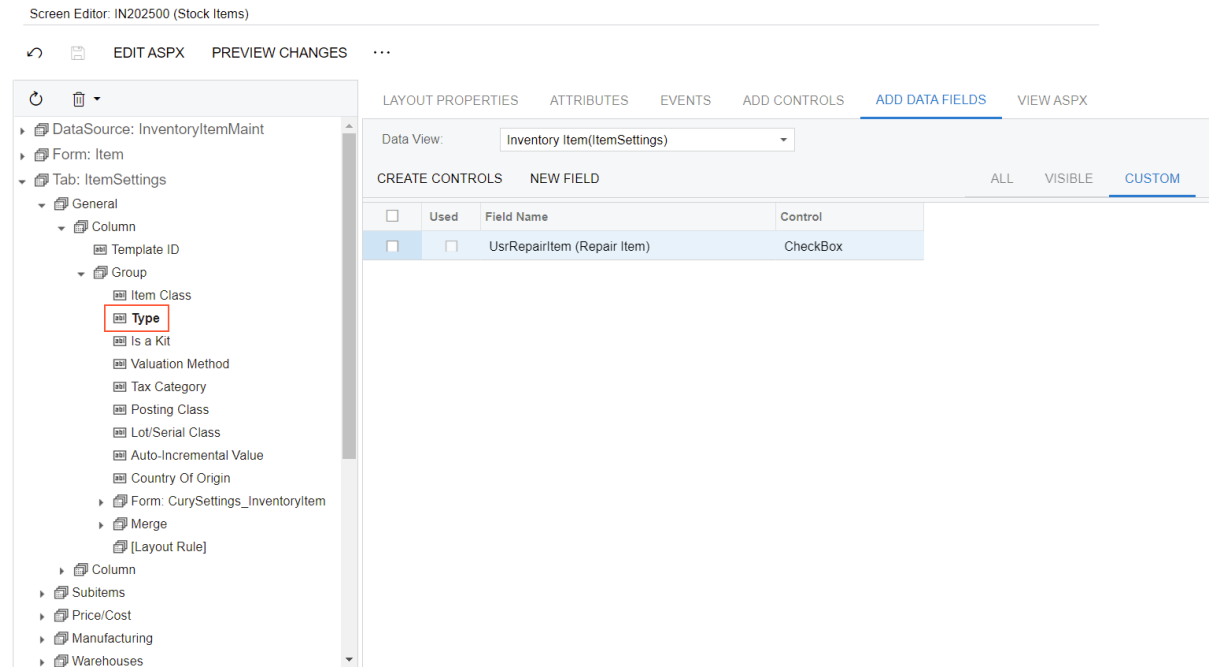 Screen Editor: IN202500 (Stock Items)
EDIT ASPX PREVIEW CHANGES ...
DataSource: InventoryItemMaint
Form: Item
Tab: ItemSettings
General
Column
Template ID
Group
Item Class
Type
Is a Kit
Valuation Method
Tax Category
Posting Class
Lot/Serial Class
Auto-Incremental Value
Country Of Origin
Form: CurySettings_InventoryItem
Merge
[Layout Rule]
Column
Subitems
Price/Cost
Manufacturing
Warehouses
LAYOUT PROPERTIES ATTRIBUTES EVENTS ADD CONTROLS ADD DATA FIELDS VIEW ASPX
Data View: Inventory Item(ItemSettings)
CREATE CONTROLS NEW FIELD ALL VISIBLE CUSTOM
Used Field Name Control
UsrRepairItem (Repair Item) CheckBox